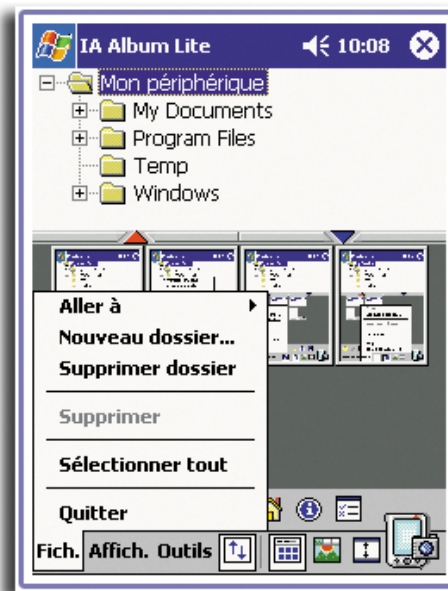 IA Album Lite 10:08
Mon périphérique
My Documents
Program Files
Temp
Windows
Aller à
Nouveau dossier...
Supprimer dossier
Supprimer
Sélectionner tout
Quitter
Fich. Affich. Outils